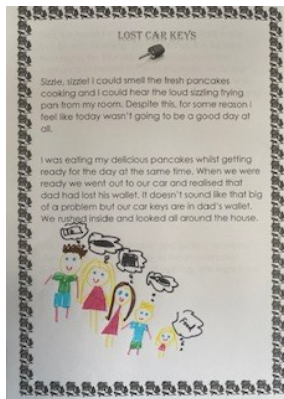 LOST CAR KEYS
Sizzle, sizzle! I could smell the fresh pancakes
cooking and I could hear the loud sizzling frying
pan from my room. Despite this, for some reason I
feel like today wasn't going to be a good day at
all.
I was eating my delicious pancakes whilst getting
ready for the day at the same time. When we were
ready we went out to our car and realised that
dad had lost his wallet. It doesn't sound like that big
of a problem but our car keys are in dad's wallet.
We rushed inside and looked all around the house.